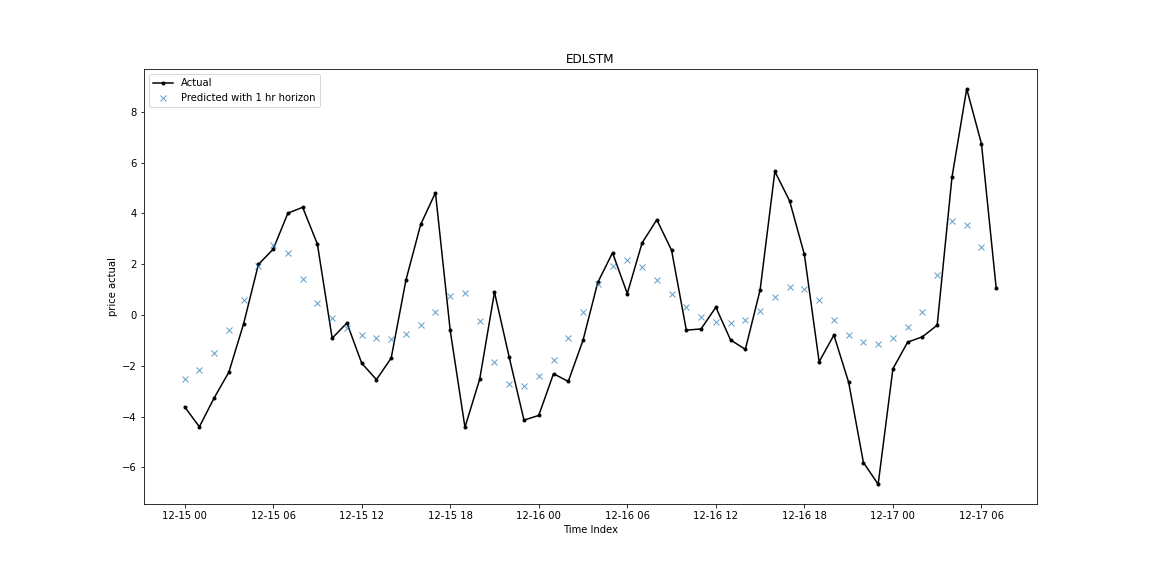 EDLSTM
Actual
Predicted with 1 hr horizon
price actual
8
6
4
2
0
−2
−4
−6
12-15 00 12-15 06 12-15 12 12-15 18 12-16 00 12-16 06 12-16 12 12-16 18 12-17 00 12-17 06
Time Index